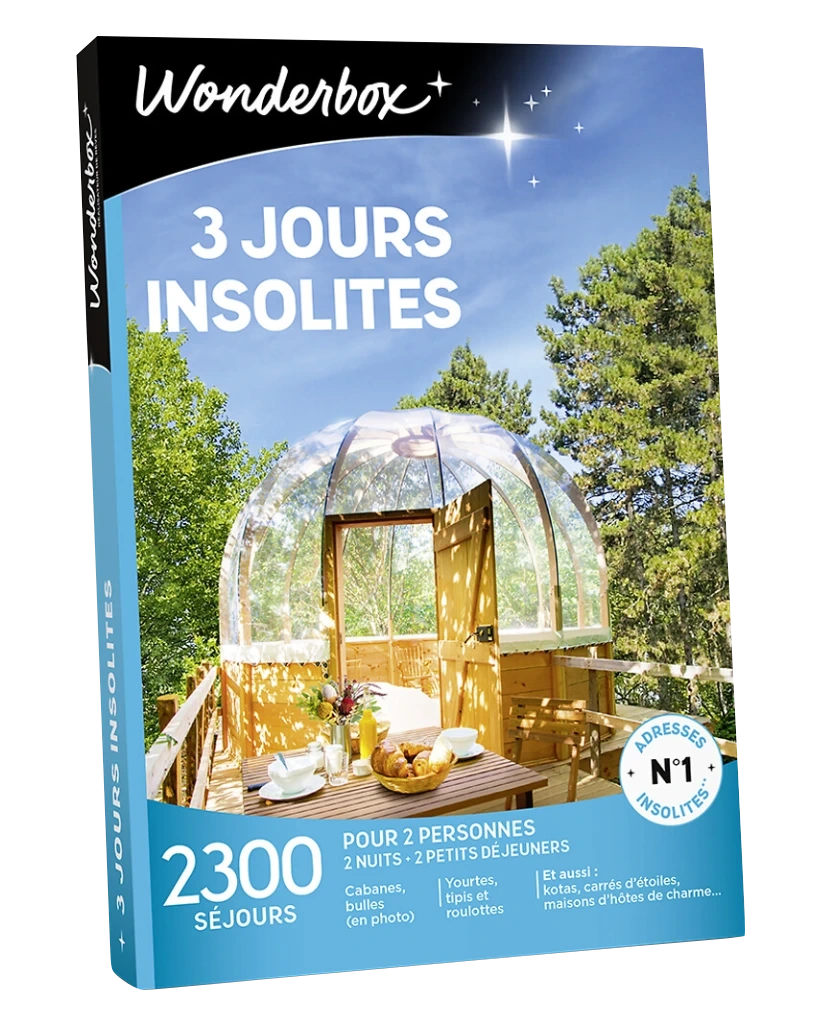 Wonderbox
3 JOURS
INSOLITES
ADRESSES
N°1
INSOLITES**
2300
SÉJOURS
POUR 2 PERSONNES
2 NUITS • 2 PETITS DÉJEUNERS
Cabanes,
bulles
(en photo)
Yourtes,
tipis et
roulottes
Et aussi :
kotas, carrés d'étoiles,
maisons d'hôtes de charme...
Wonderbox
3 JOURS INSOLITES